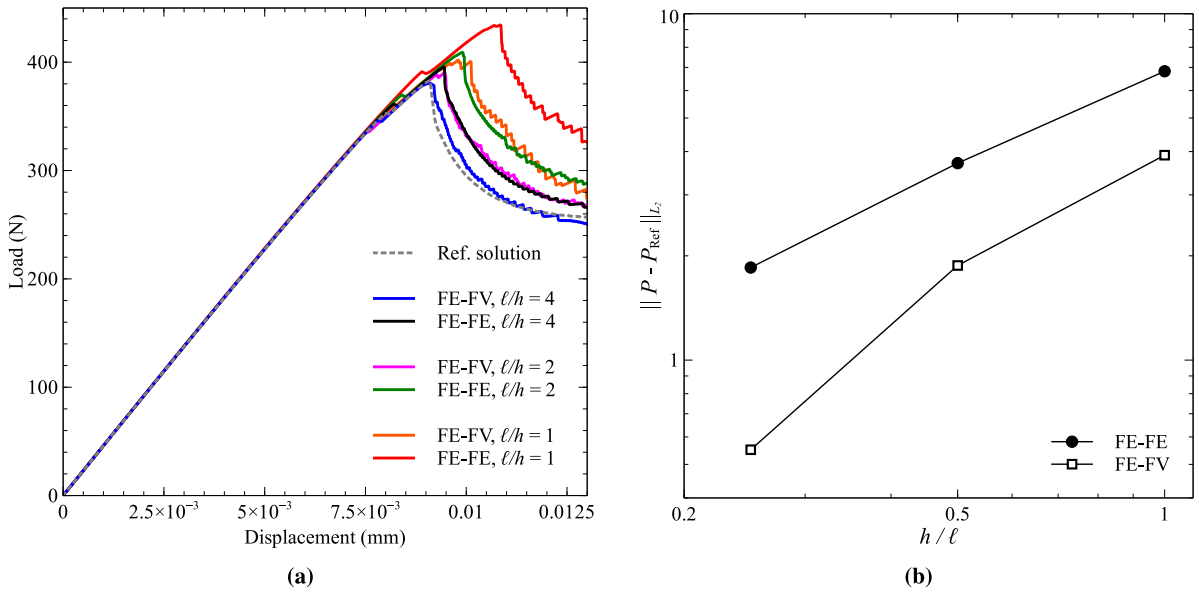 400
300
200
100
0
Load (N)
0
2.5×10⁻³
5×10⁻³
7.5×10⁻³
0.01
0.0125
Displacement (mm)
Ref. solution
FE-FV, ℓ/h = 4
FE-FE, ℓ/h = 4
FE-FV, ℓ/h = 2
FE-FE, ℓ/h = 2
FE-FV, ℓ/h = 1
FE-FE, ℓ/h = 1
(a)
10
1
|| P - P_Ref ||_L₂
0.2
0.5
1
h / ℓ
FE-FE
FE-FV
(b)